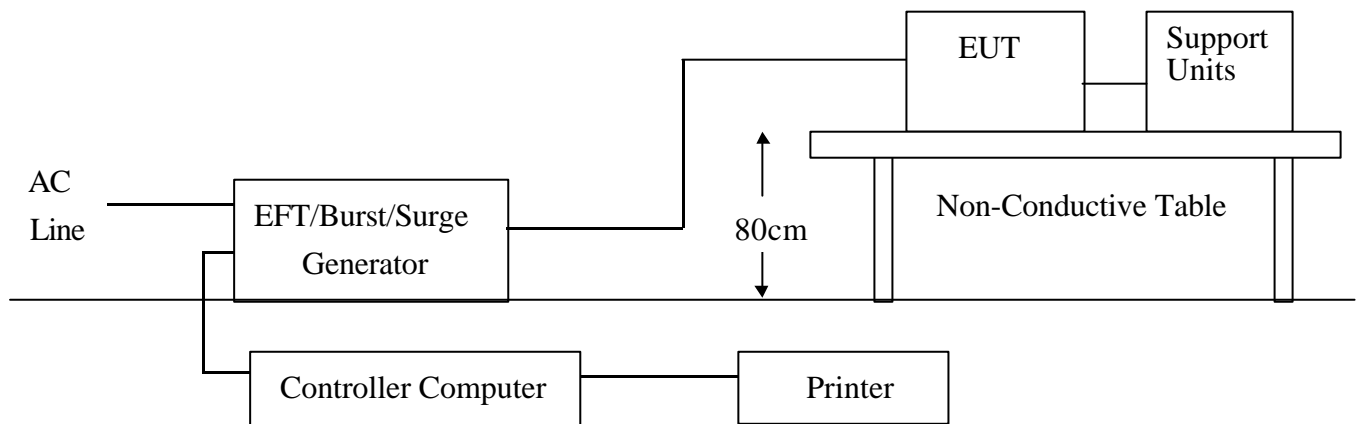 EUT
Support
Units
AC
Line
EFT/Burst/Surge
Generator
80cm
Non-Conductive Table
Controller Computer
Printer